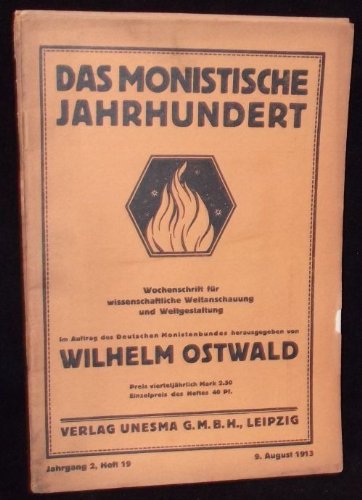 DAS MONISTISCHE
JAHRHUNDERT
Wochenschrift für
wissenschaftliche Weltanschauung
und Weltgestaltung
Im Auftrag des Deutschen Monistenbundes herausgegeben von
WILHELM OSTWALD
Preis vierteljährlich Mark 2.50
Einzelpreis des Heftes 40 Pf.
VERLAG UNESMA G.M.B.H., LEIPZIG
Jahrgang 2, Heft 19
9. August 1913